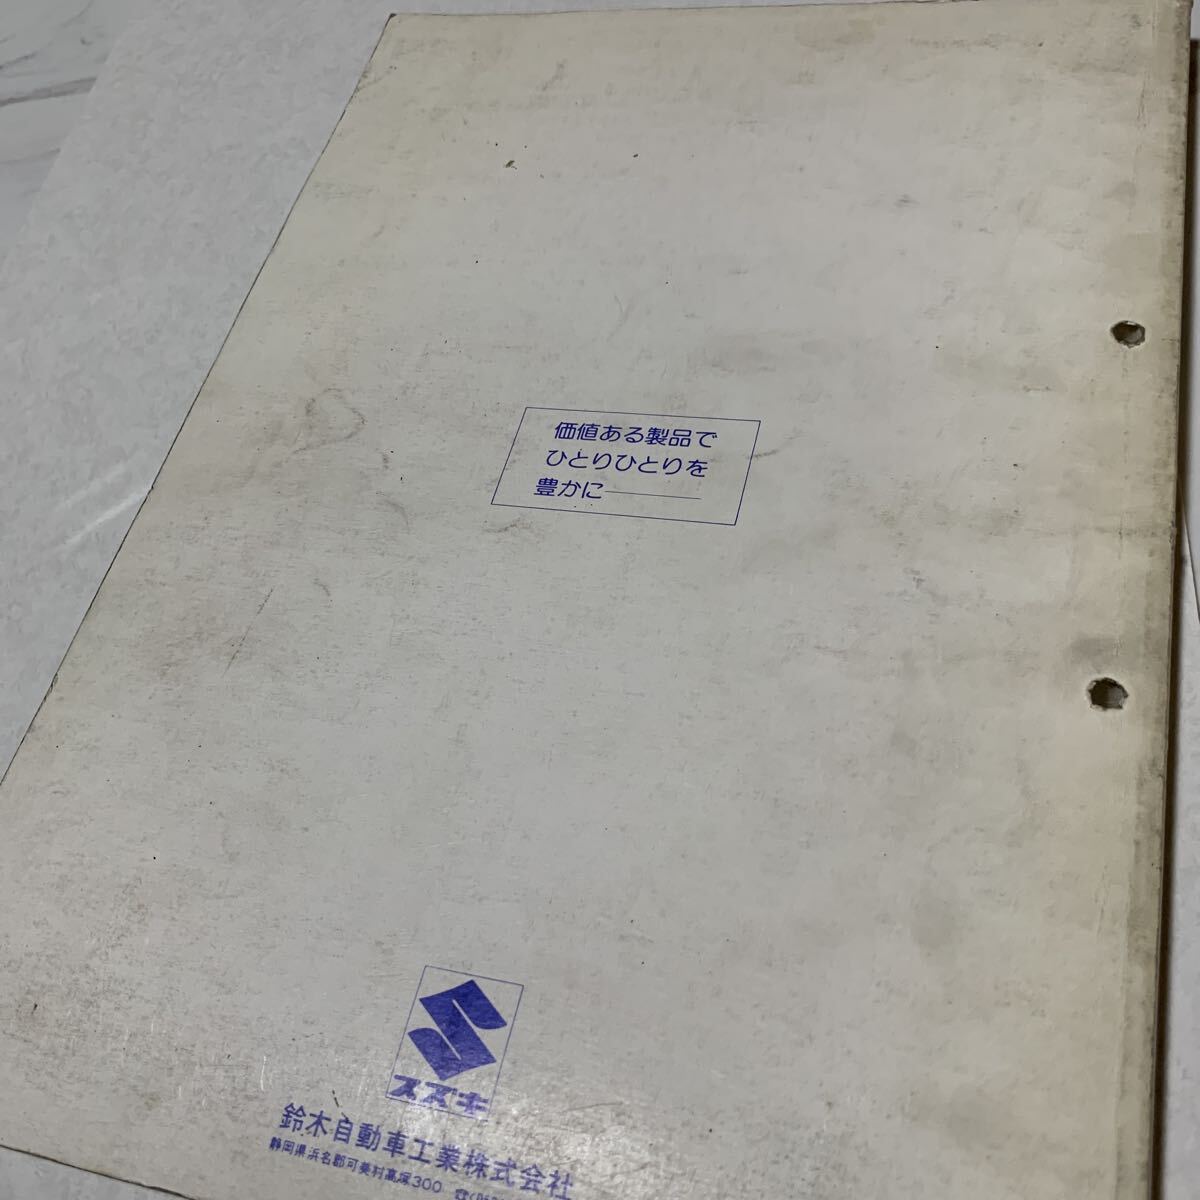 価値ある製品で
ひとりひとりを
豊かに────
スズキ
鈴木自動車工業株式会社
静岡県浜名郡可美村高塚300 ☎